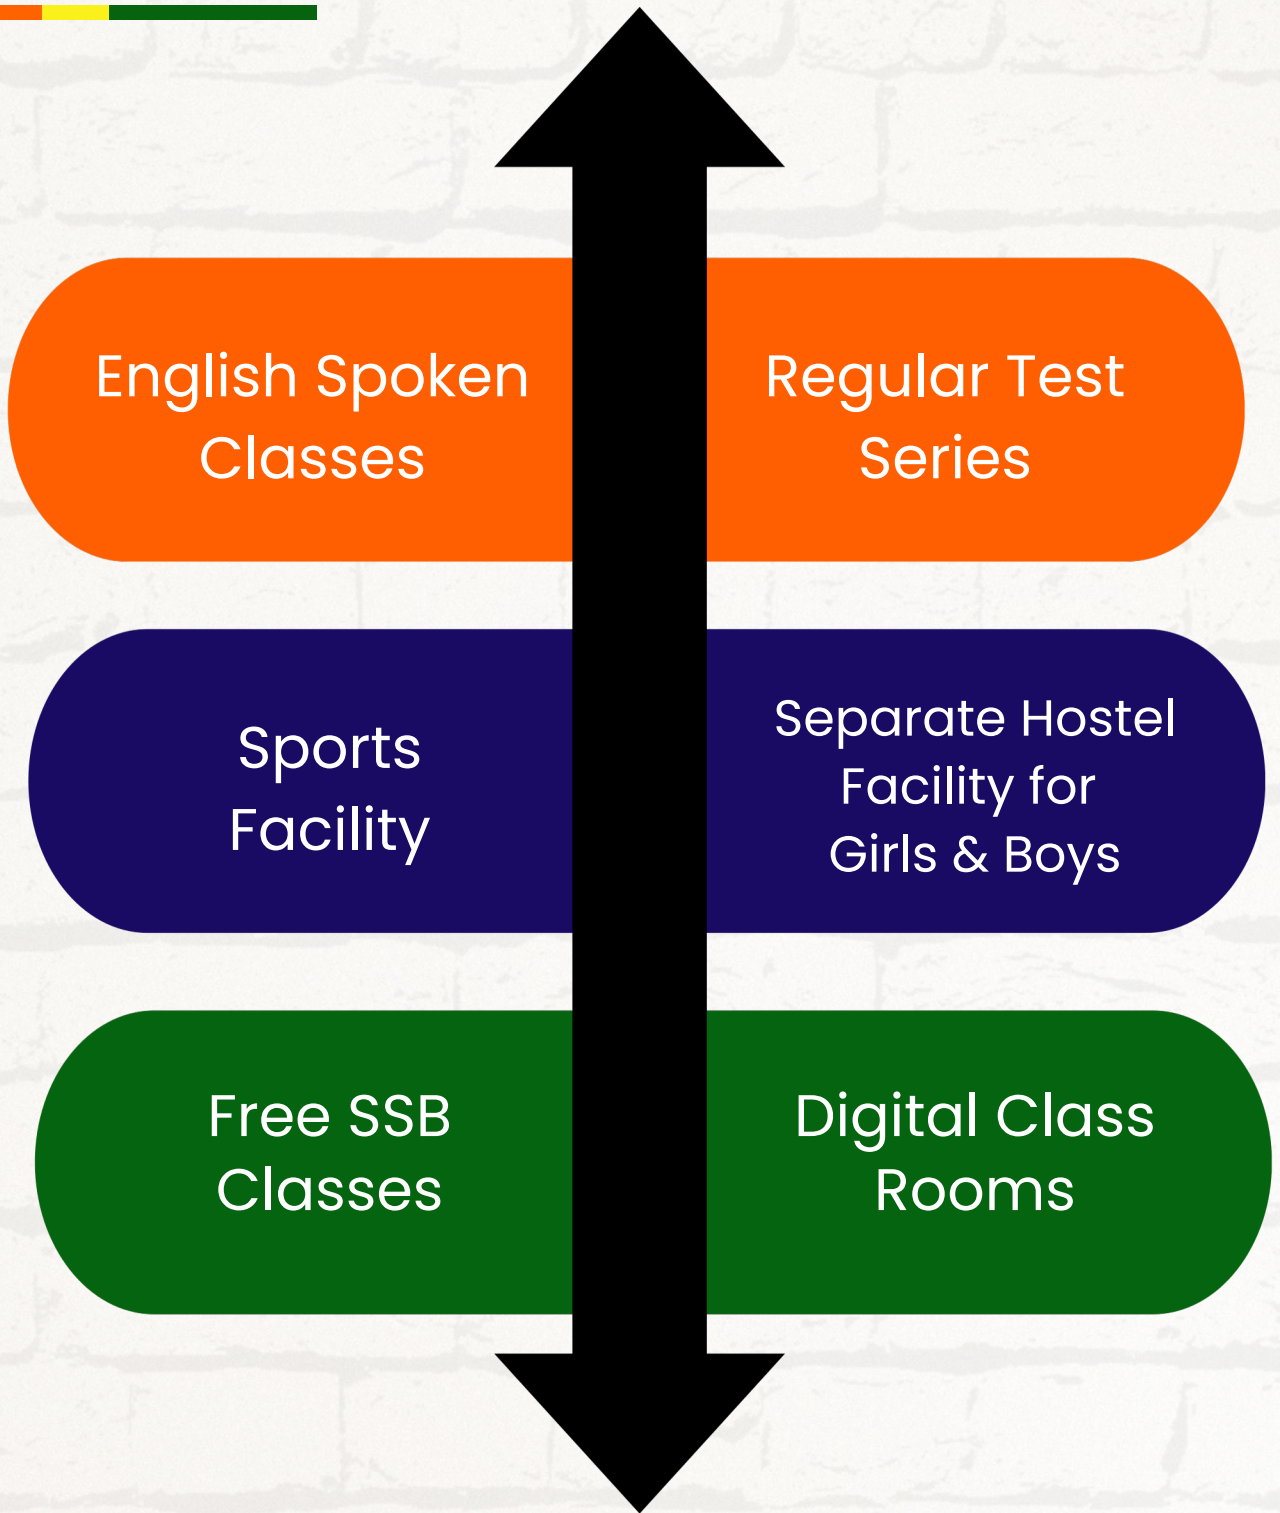 English Spoken
Classes
Regular Test
Series
Sports
Facility
Separate Hostel
Facility for
Girls & Boys
Free SSB
Classes
Digital Class
Rooms